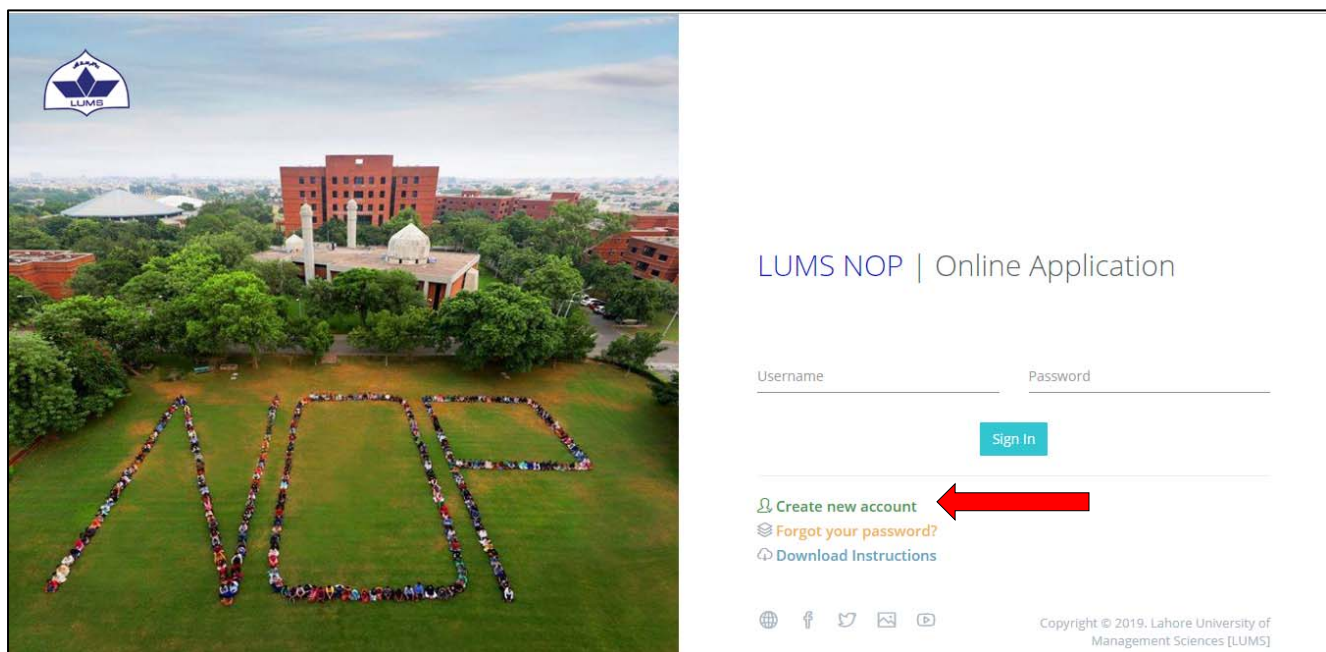 LUMS
NOP
LUMS NOP | Online Application
Username
Password
Sign In
Create new account
Forgot your password?
Download Instructions
Copyright © 2019. Lahore University of
Management Sciences [LUMS]